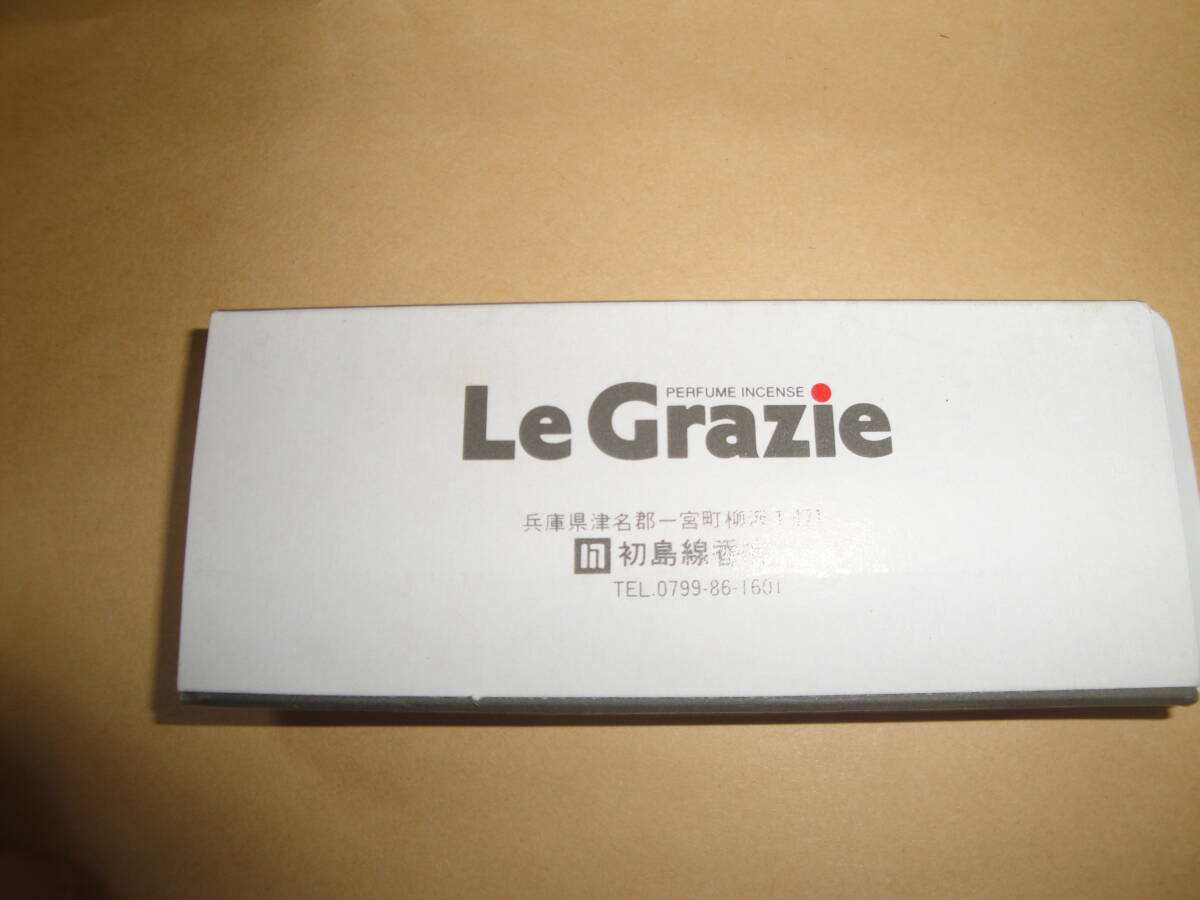 PERFUME INCENSE
Le Grazie
兵庫県津名郡一宮町柳沢
初島線香
TEL.0799-86-1601